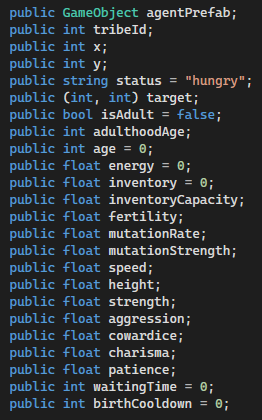 public GameObject agentPrefab;
public int tribeId;
public int x;
public int y;
public string status = "hungry";
public (int, int) target;
public bool isAdult = false;
public int adulthoodAge;
public int age = 0;
public float energy = 0;
public float inventory = 0;
public float inventoryCapacity;
public float fertility;
public float mutationRate;
public float mutationStrength;
public float speed;
public float height;
public float strength;
public float aggression;
public float cowardice;
public float charisma;
public float patience;
public int waitingTime = 0;
public int birthCooldown = 0;